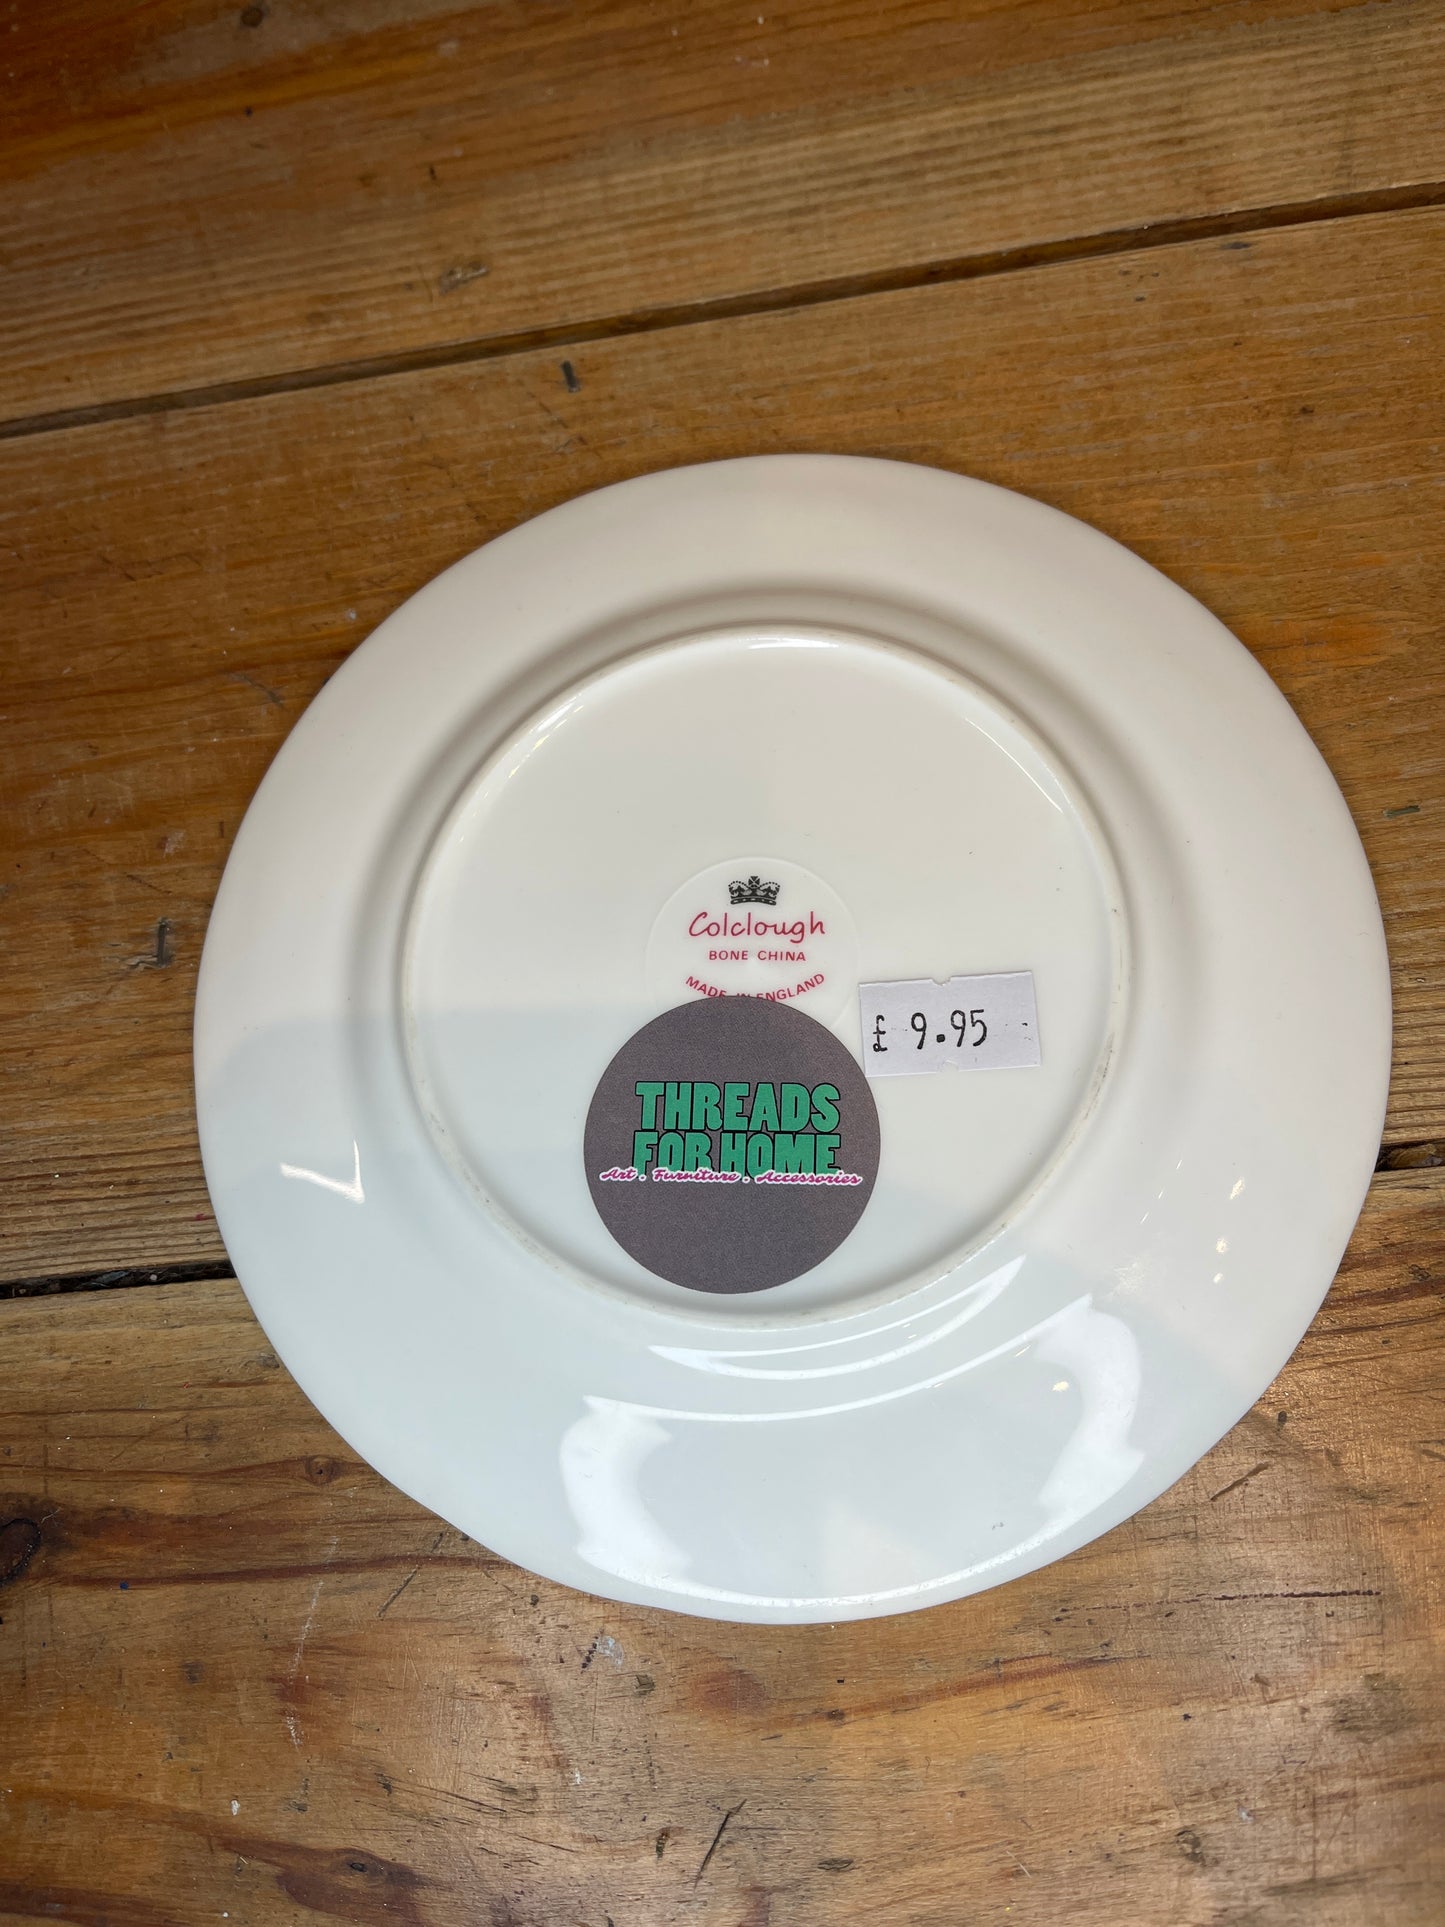 Colclough
BONE CHINA
MADE IN ENGLAND
£ 9.95
THREADS
FOR HOME
Art . Furniture . Accessories